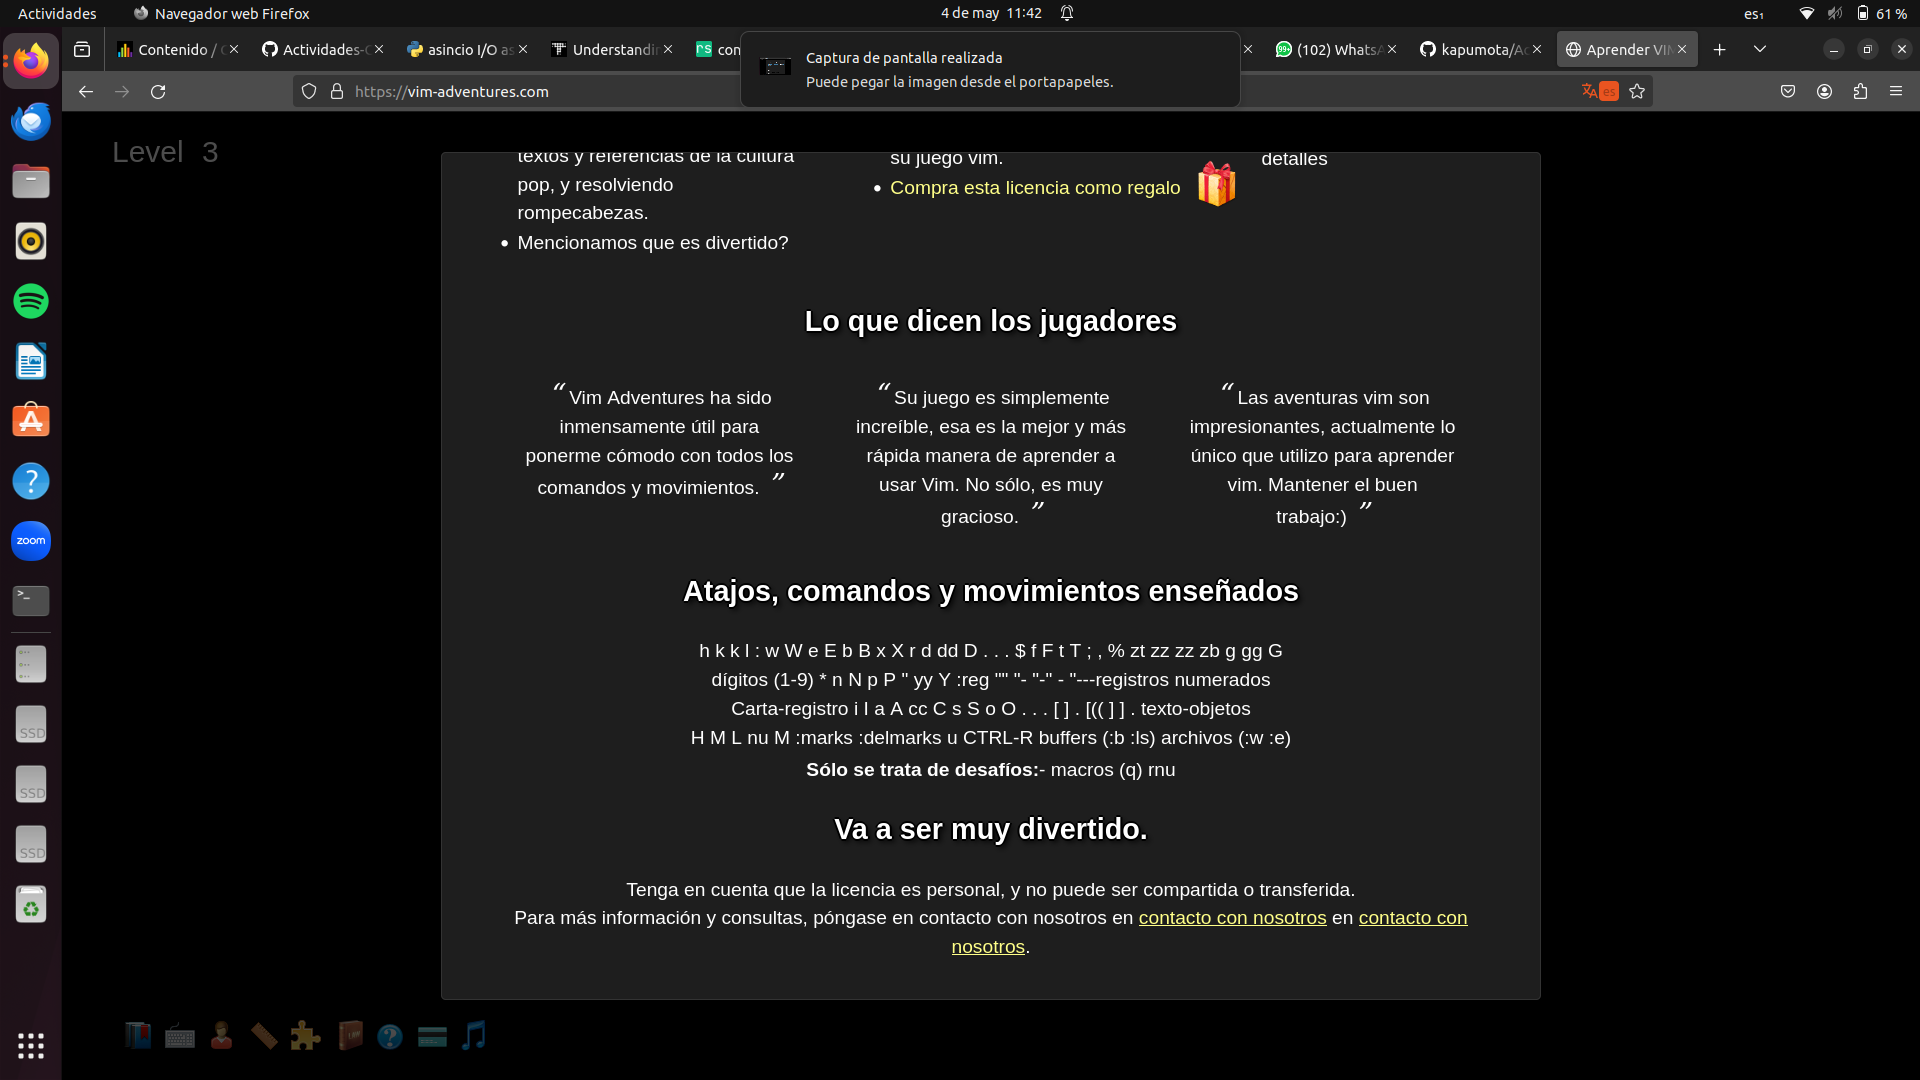 Actividades
Navegador web Firefox
4 de may 11:42
es₁
61 %
Contenido / C
Actividades-C
asincio I/O as
Understandin
con
(102) WhatsA
kapumota/Ac
Aprender VIM
Captura de pantalla realizada
Puede pegar la imagen desde el portapapeles.
https://vim-adventures.com
es
Level 3
textos y referencias de la cultura
pop, y resolviendo
rompecabezas.
• Mencionamos que es divertido?
su juego vim.
• Compra esta licencia como regalo
detalles
Lo que dicen los jugadores
“ Vim Adventures ha sido
inmensamente útil para
ponerme cómodo con todos los
comandos y movimientos. ”
“ Su juego es simplemente
increíble, esa es la mejor y más
rápida manera de aprender a
usar Vim. No sólo, es muy
gracioso. ”
“ Las aventuras vim son
impresionantes, actualmente lo
único que utilizo para aprender
vim. Mantener el buen
trabajo:) ”
Atajos, comandos y movimientos enseñados
h k k l : w W e E b B x X r d dd D . . . $ f F t T ; , % zt zz zz zb g gg G
dígitos (1-9) * n N p P " yy Y :reg "" "- "-" - "---registros numerados
Carta-registro i I a A cc C s S o O . . . [ ] . [(( ] ] . texto-objetos
H M L nu M :marks :delmarks u CTRL-R buffers (:b :ls) archivos (:w :e)
Sólo se trata de desafíos:- macros (q) rnu
Va a ser muy divertido.
Tenga en cuenta que la licencia es personal, y no puede ser compartida o transferida.
Para más información y consultas, póngase en contacto con nosotros en contacto con nosotros en contacto con
nosotros.
zoom
SSD
SSD
SSD